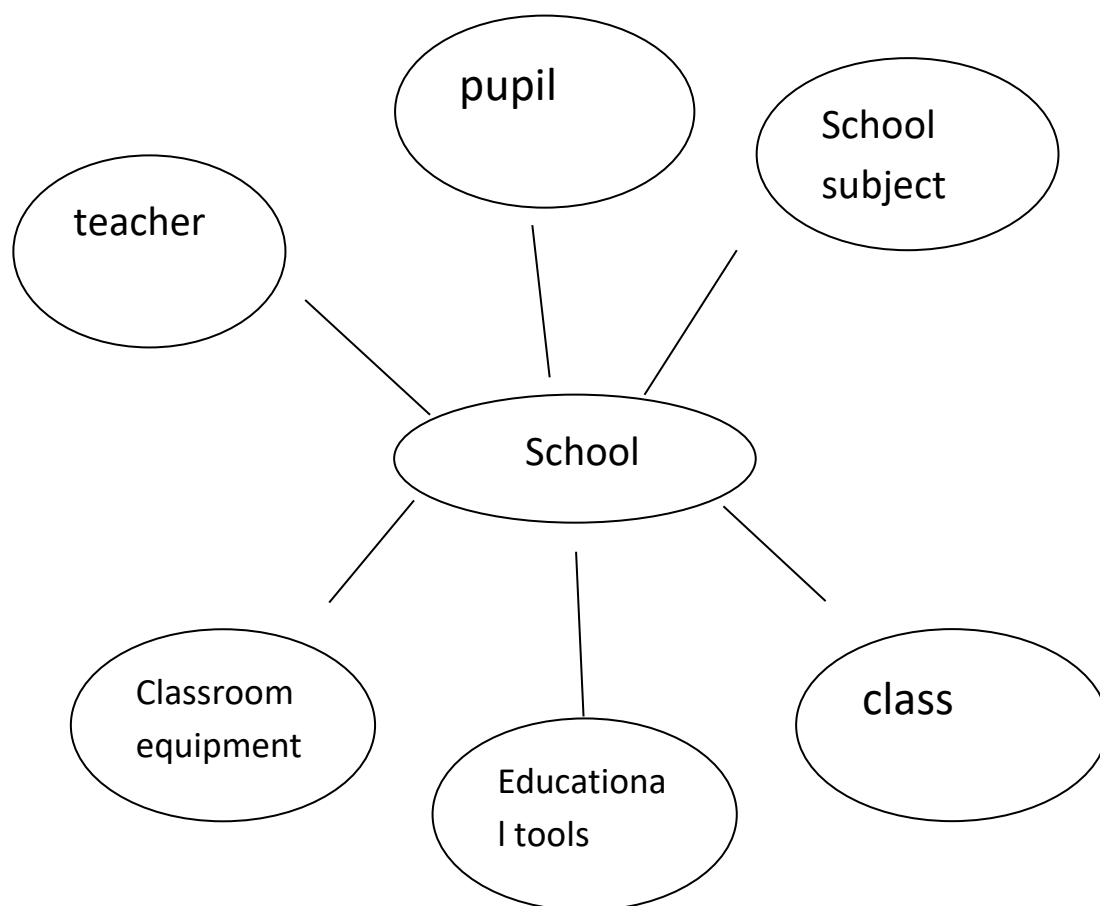 pupil
School
subject
teacher
School
Classroom
equipment
Educationa
l tools
class